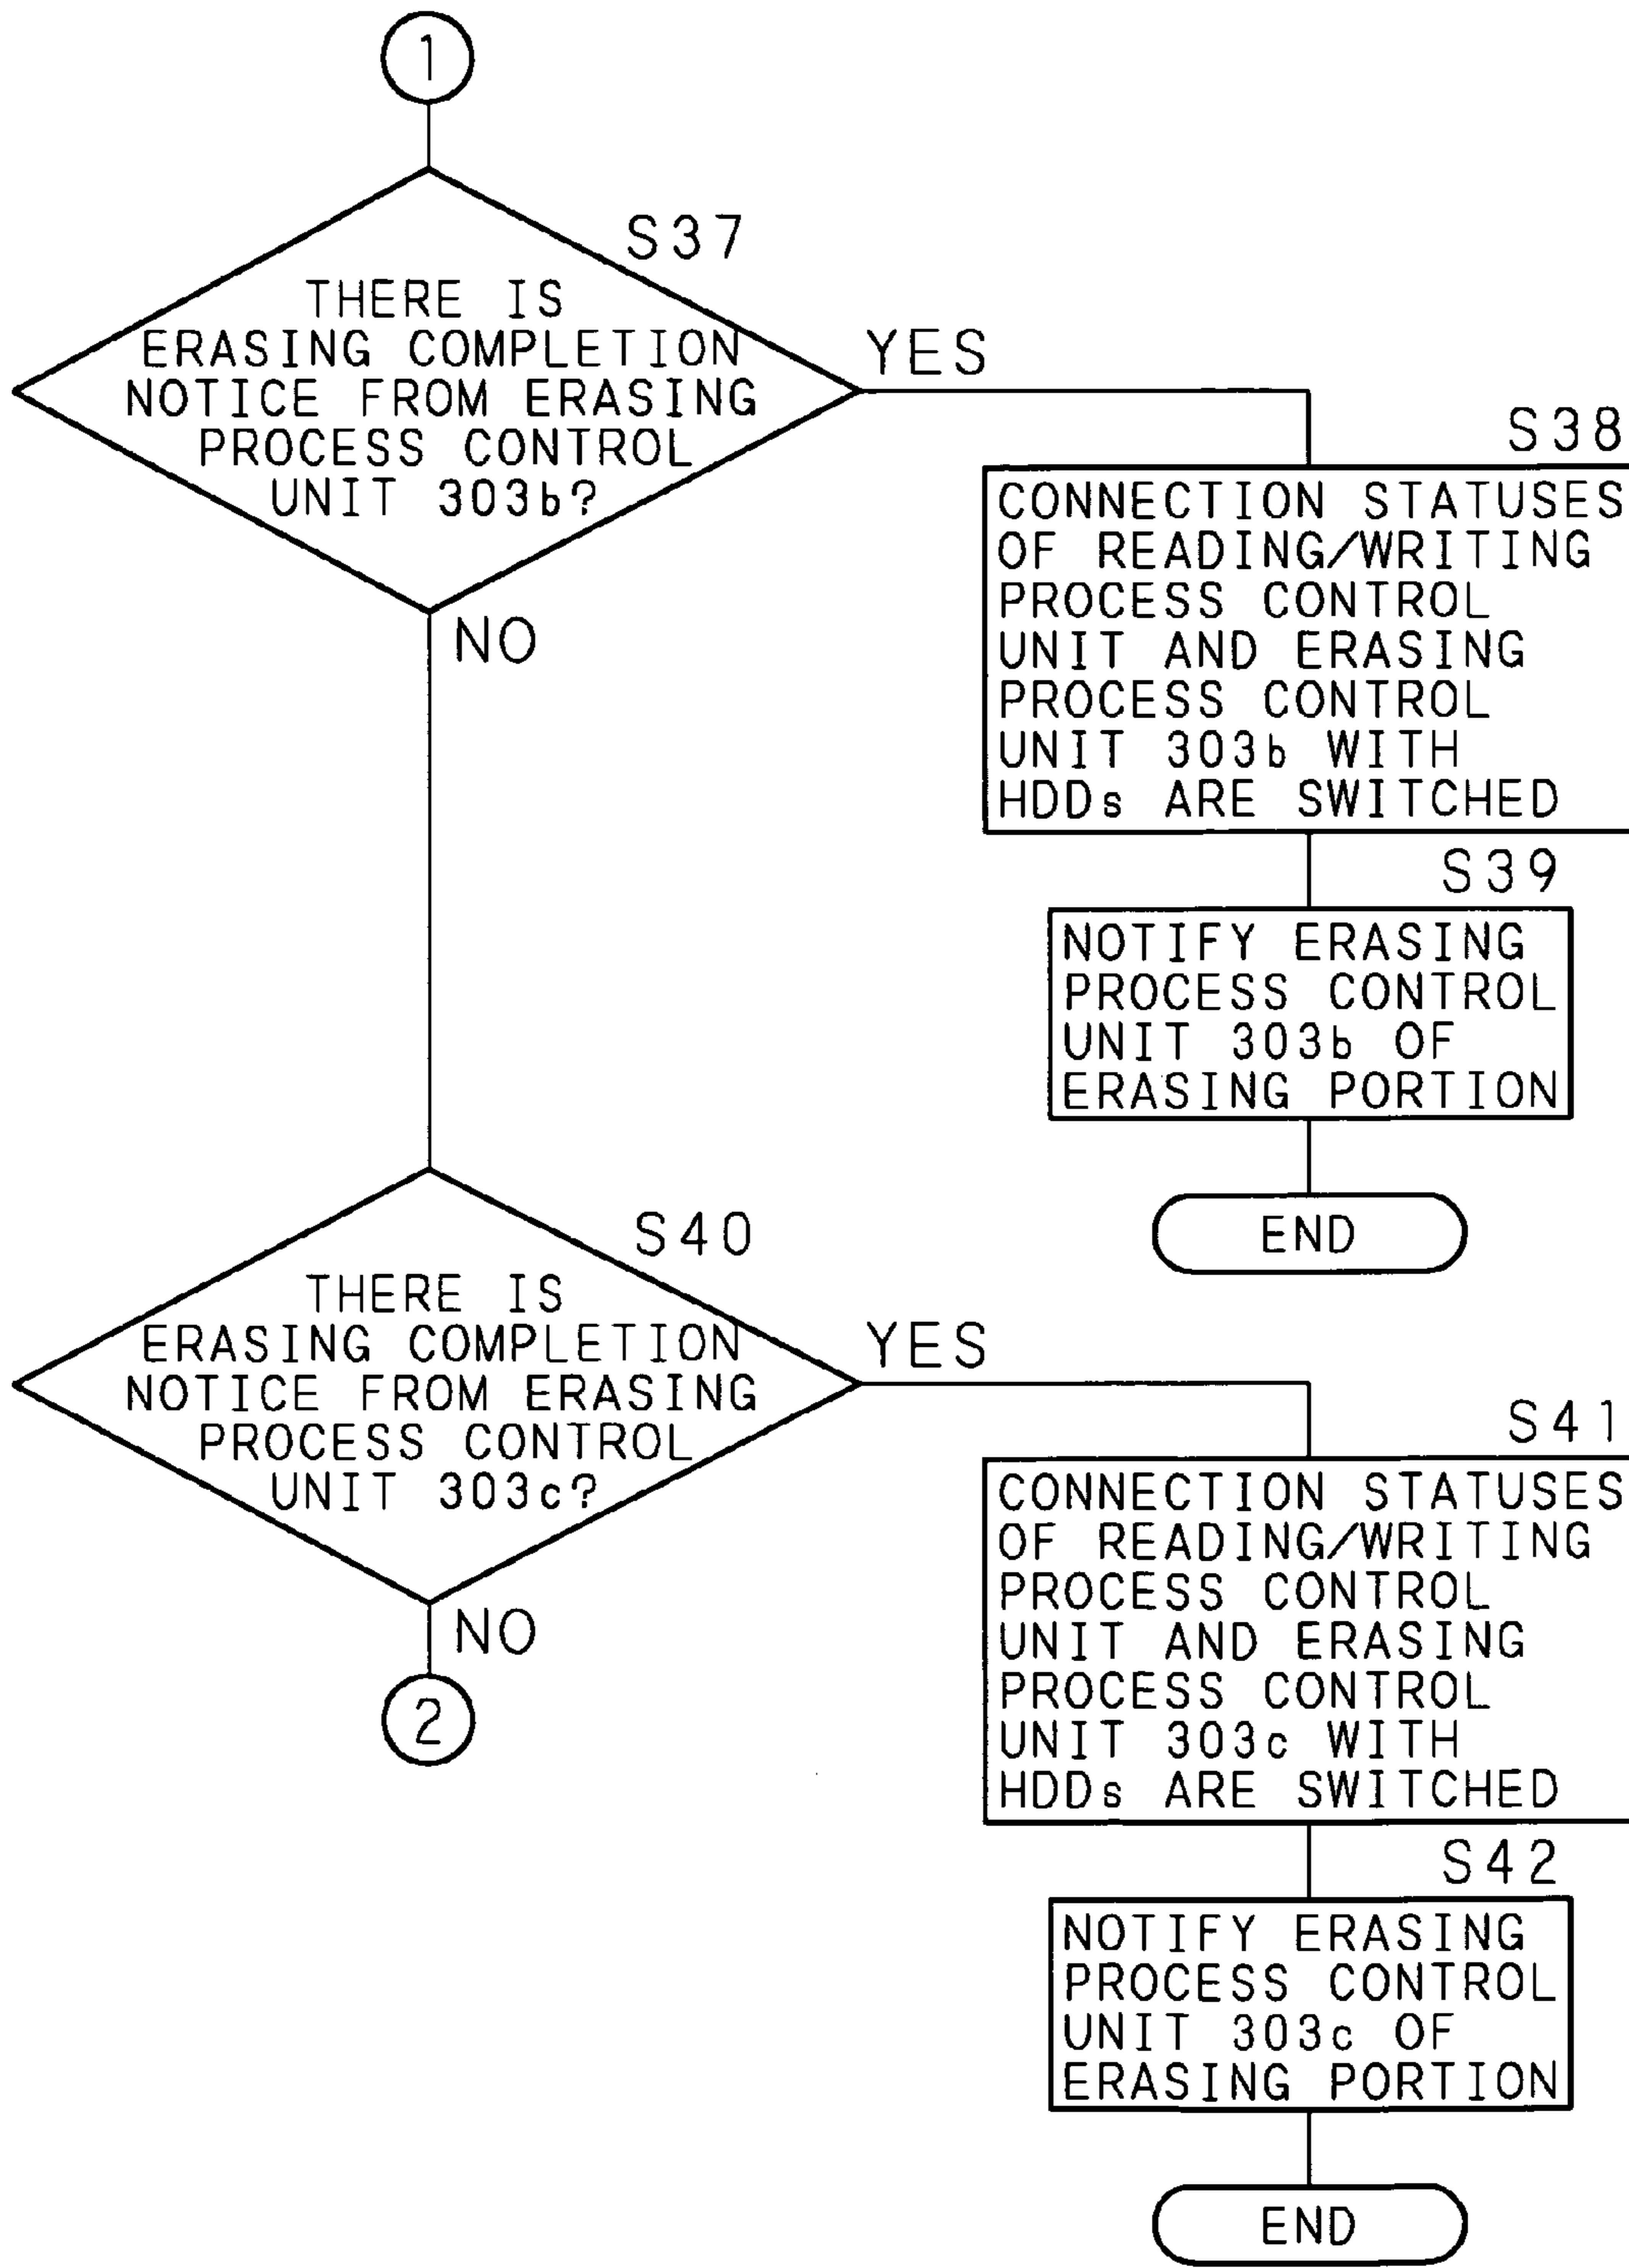 1
S37
THERE IS
ERASING COMPLETION
NOTICE FROM ERASING
PROCESS CONTROL
UNIT 303b?
YES
NO
S38
CONNECTION STATUSES
OF READING/WRITING
PROCESS CONTROL
UNIT AND ERASING
PROCESS CONTROL
UNIT 303b WITH
HDDs ARE SWITCHED
S39
NOTIFY ERASING
PROCESS CONTROL
UNIT 303b OF
ERASING PORTION
END
S40
THERE IS
ERASING COMPLETION
NOTICE FROM ERASING
PROCESS CONTROL
UNIT 303c?
YES
NO
2
S41
CONNECTION STATUSES
OF READING/WRITING
PROCESS CONTROL
UNIT AND ERASING
PROCESS CONTROL
UNIT 303c WITH
HDDs ARE SWITCHED
S42
NOTIFY ERASING
PROCESS CONTROL
UNIT 303c OF
ERASING PORTION
END